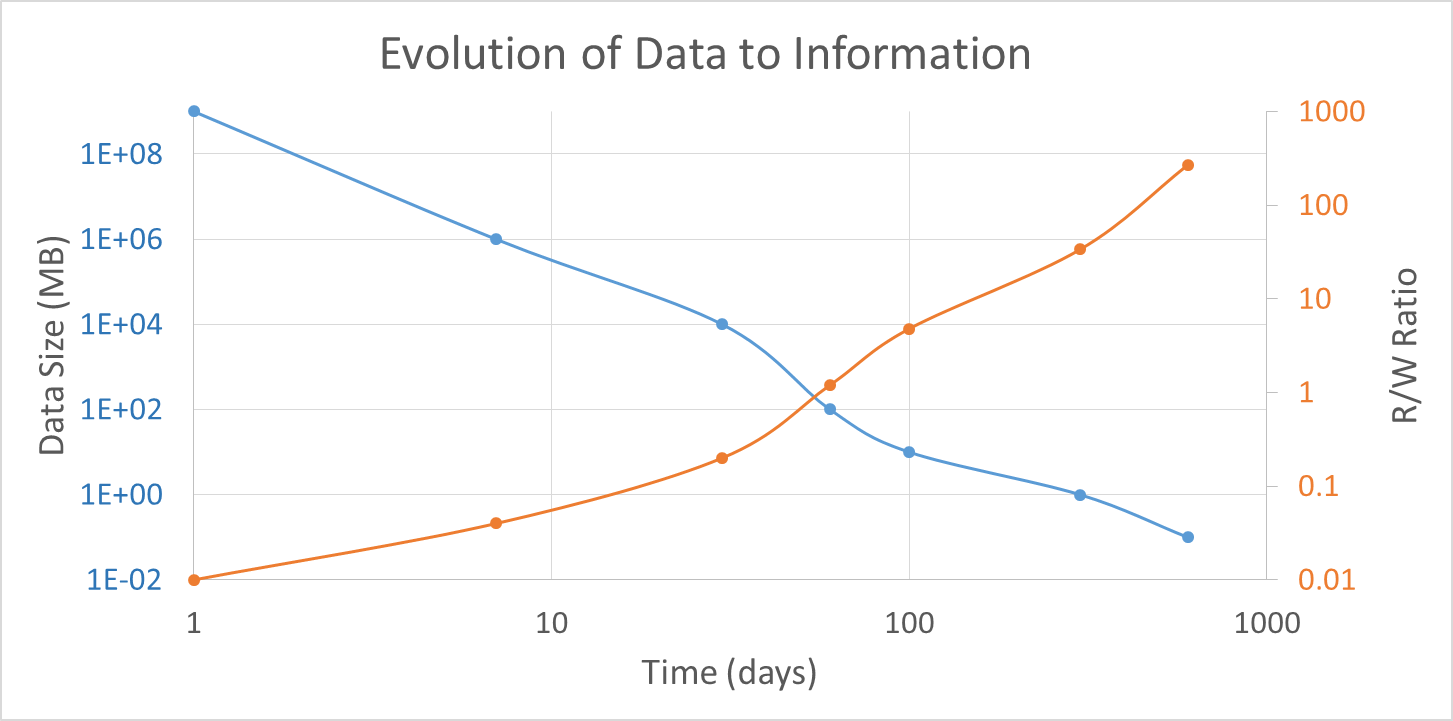 Evolution of Data to Information
Data Size (MB)
1E+08
1E+06
1E+04
1E+02
1E+00
1E-02
1000
100
10
1
0.1
0.01
R/W Ratio
1
10
100
1000
Time (days)